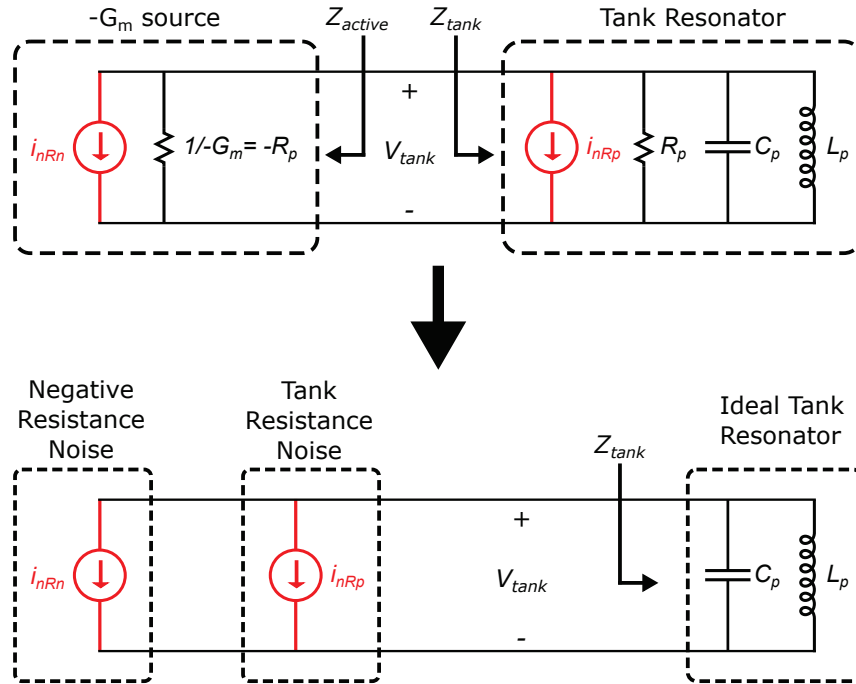 -Gm source
Zactive
Ztank
Tank Resonator
inRn
1/-Gm= -Rp
+
Vtank
-
inRp
Rp
Cp
Lp
Negative
Resistance
Noise
Tank
Resistance
Noise
Ztank
Ideal Tank
Resonator
inRn
inRp
+
Vtank
-
Cp
Lp